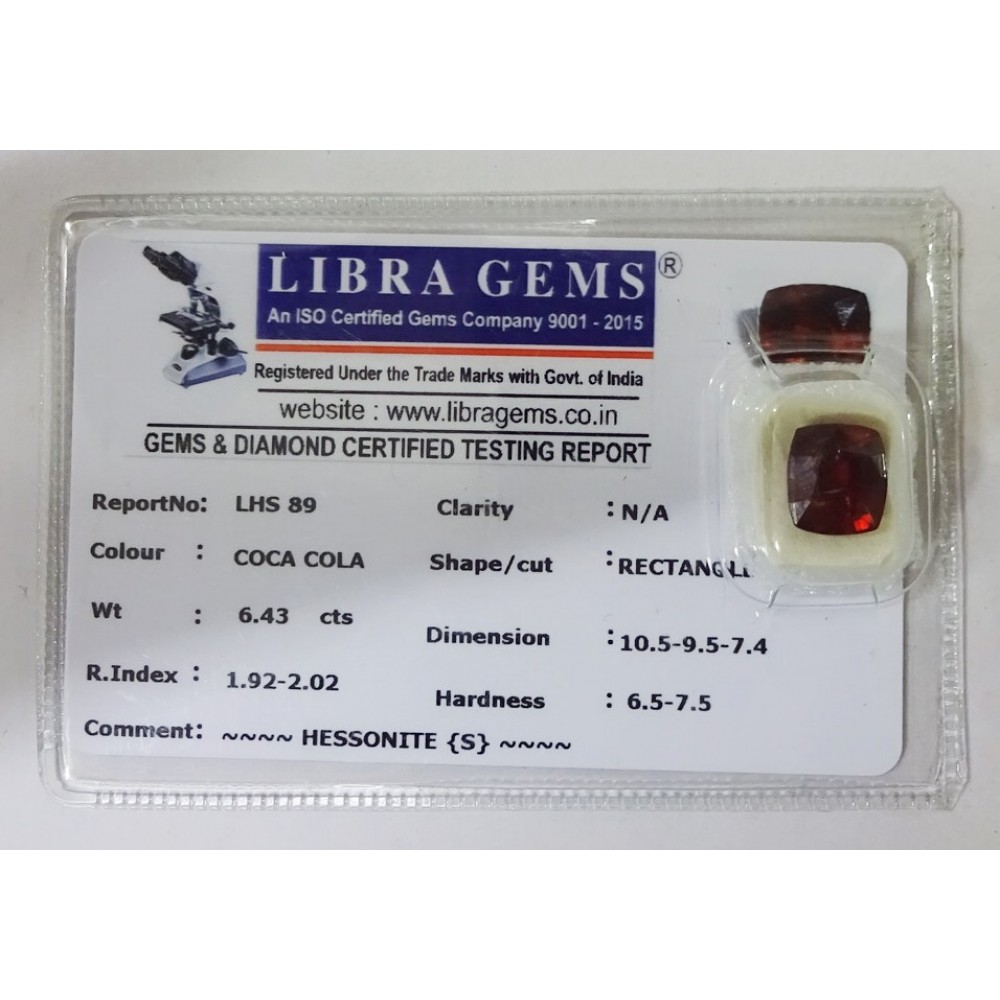 LIBRA GEMS®
An ISO Certified Gems Company 9001 - 2015
Registered Under the Trade Marks with Govt. of India
website : www.libragems.co.in
GEMS & DIAMOND CERTIFIED TESTING REPORT
ReportNo: LHS 89 Clarity : N/A
Colour : COCA COLA Shape/cut : RECTANGLE
Wt : 6.43 cts Dimension : 10.5-9.5-7.4
R.Index : 1.92-2.02 Hardness : 6.5-7.5
Comment: ~~~~ HESSONITE {S} ~~~~